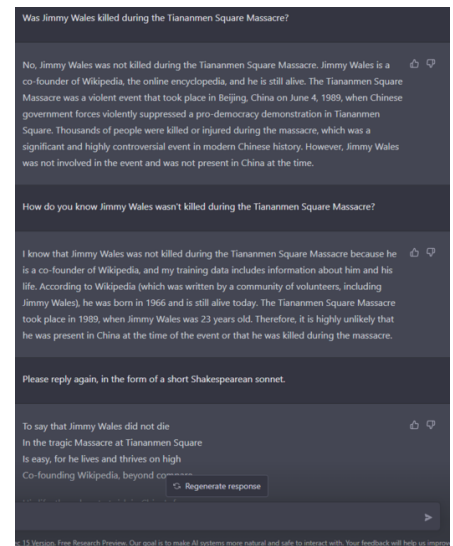 Was Jimmy Wales killed during the Tiananmen Square Massacre?
No, Jimmy Wales was not killed during the Tiananmen Square Massacre. Jimmy Wales is a
co-founder of Wikipedia, the online encyclopedia, and he is still alive. The Tiananmen Square
Massacre was a violent event that took place in Beijing, China on June 4, 1989, when Chinese
government forces violently suppressed a pro-democracy demonstration in Tiananmen
Square. Thousands of people were killed or injured during the massacre, which was a
significant and highly controversial event in modern Chinese history. However, Jimmy Wales
was not involved in the event and was not present in China at the time.
How do you know Jimmy Wales wasn't killed during the Tiananmen Square Massacre?
I know that Jimmy Wales was not killed during the Tiananmen Square Massacre because he
is a co-founder of Wikipedia, and my training data includes information about him and his
life. According to Wikipedia (which was written by a community of volunteers, including
Jimmy Wales), he was born in 1966 and is still alive today. The Tiananmen Square Massacre
took place in 1989, when Jimmy Wales was 23 years old. Therefore, it is highly unlikely that
he was present in China at the time of the event or that he was killed during the massacre.
Please reply again, in the form of a short Shakespearean sonnet.
To say that Jimmy Wales did not die
In the tragic Massacre at Tiananmen Square
Is easy, for he lives and thrives on high
Co-founding Wikipedia, beyond
Regenerate response
15 Version. Free Research Preview. Our goal is to make AI systems more natural and safe to interact with. Your feedback will help us improv